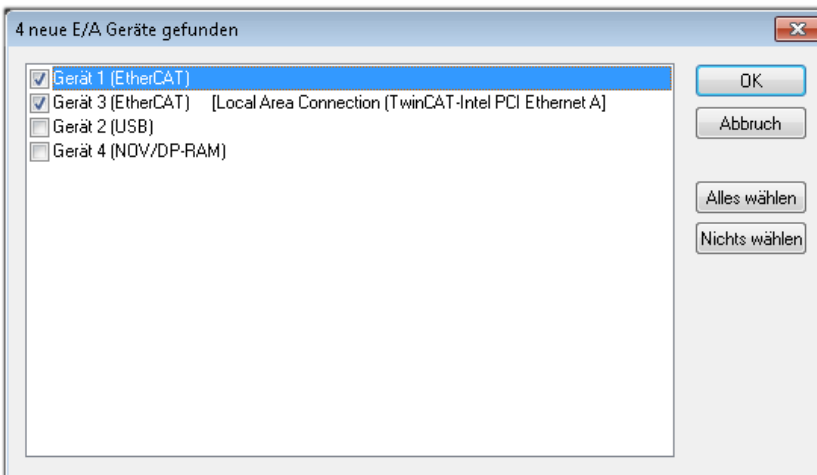 4 neue E/A Geräte gefunden
Gerät 1 (EtherCAT)
Gerät 3 (EtherCAT) [Local Area Connection (TwinCAT-Intel PCI Ethernet A]
Gerät 2 (USB)
Gerät 4 (NOV/DP-RAM)
OK
Abbruch
Alles wählen
Nichts wählen